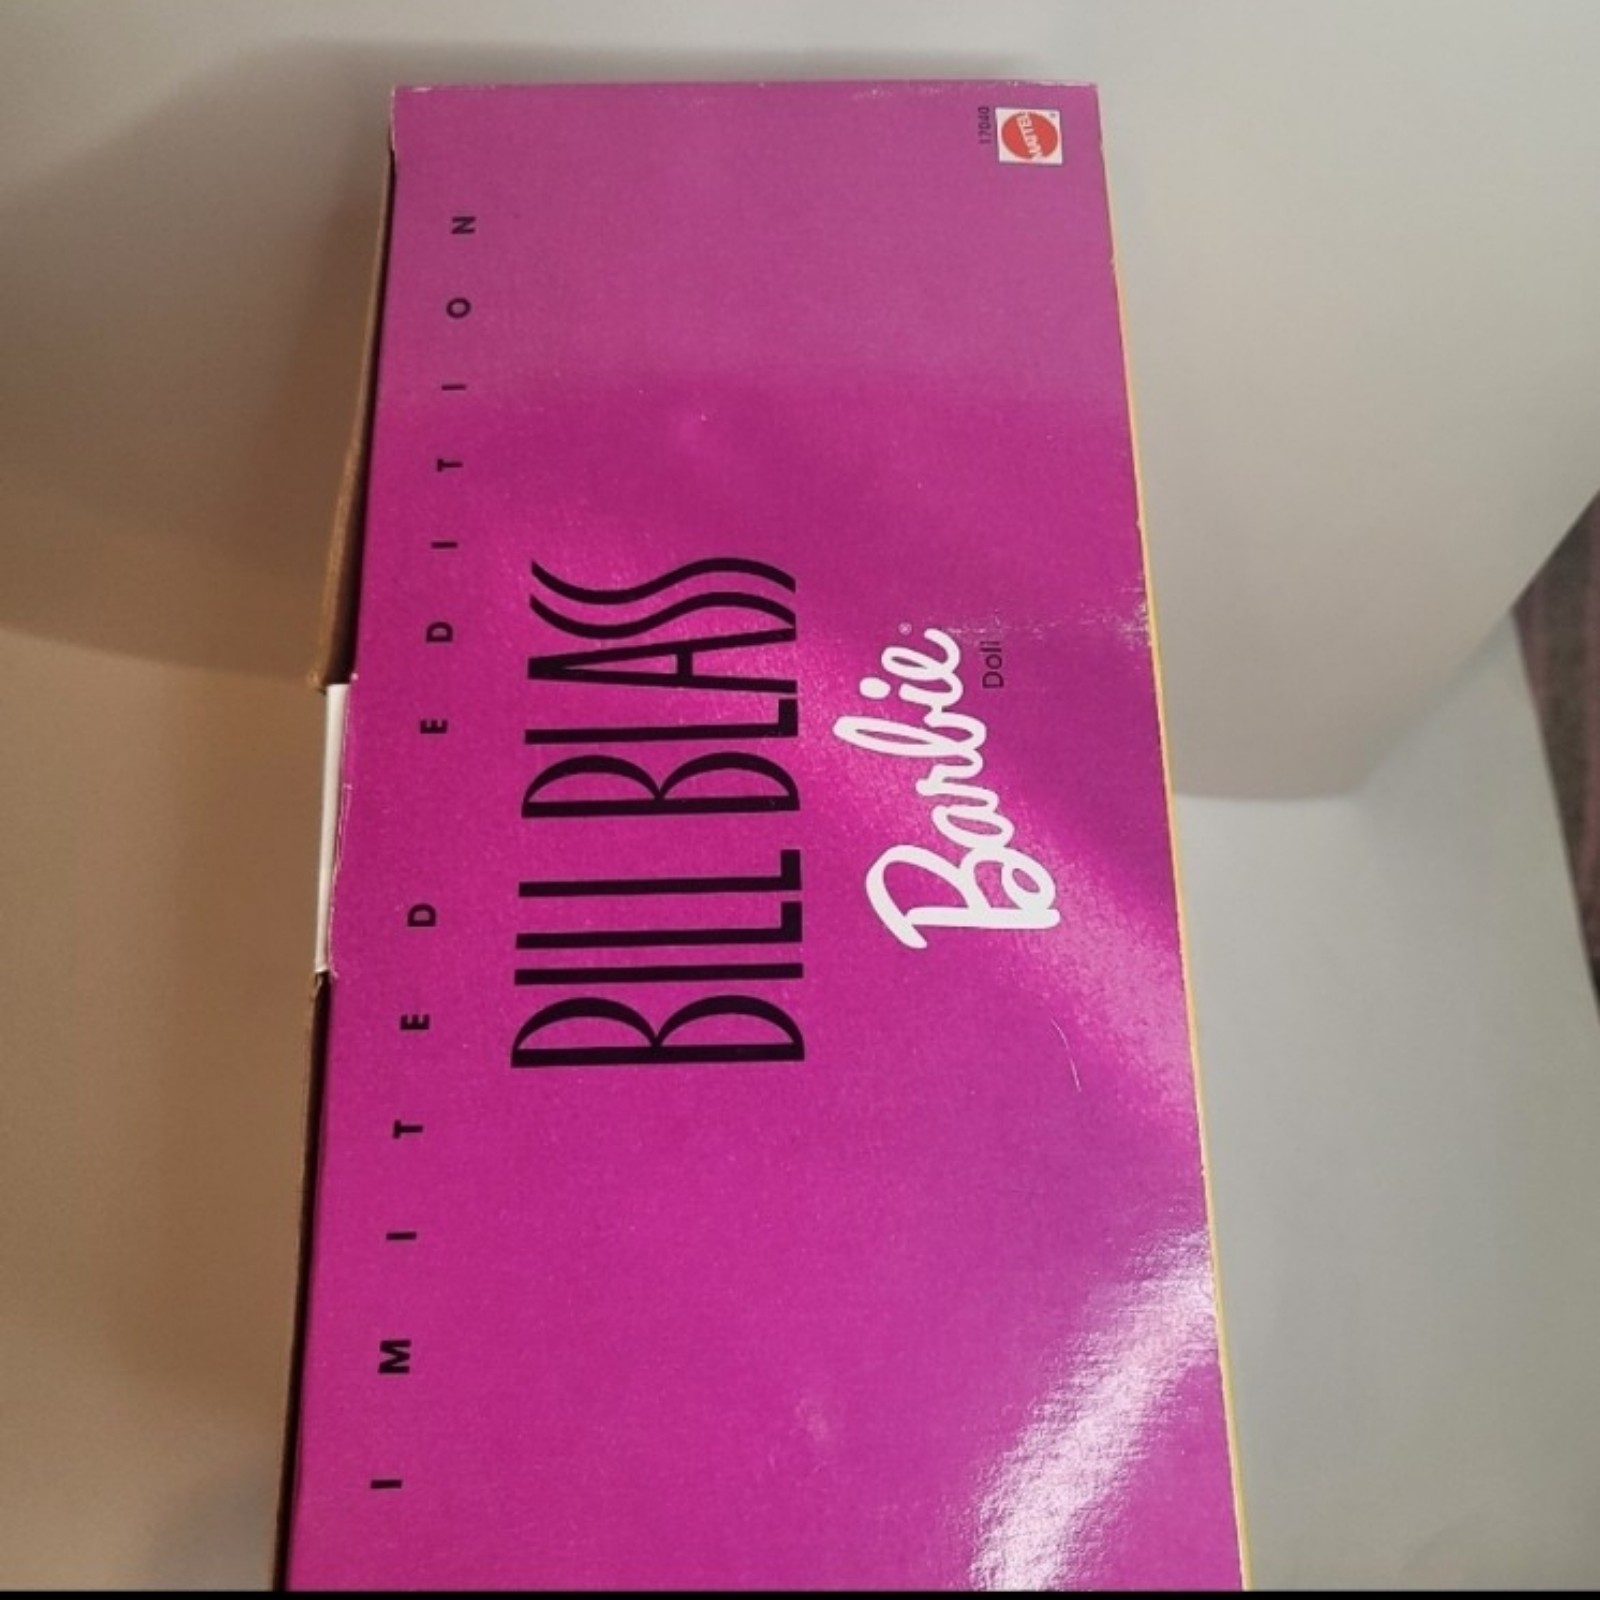 IMITED EDITION
BILL BLASS
Barbie®
Doll
17040
MATTEL